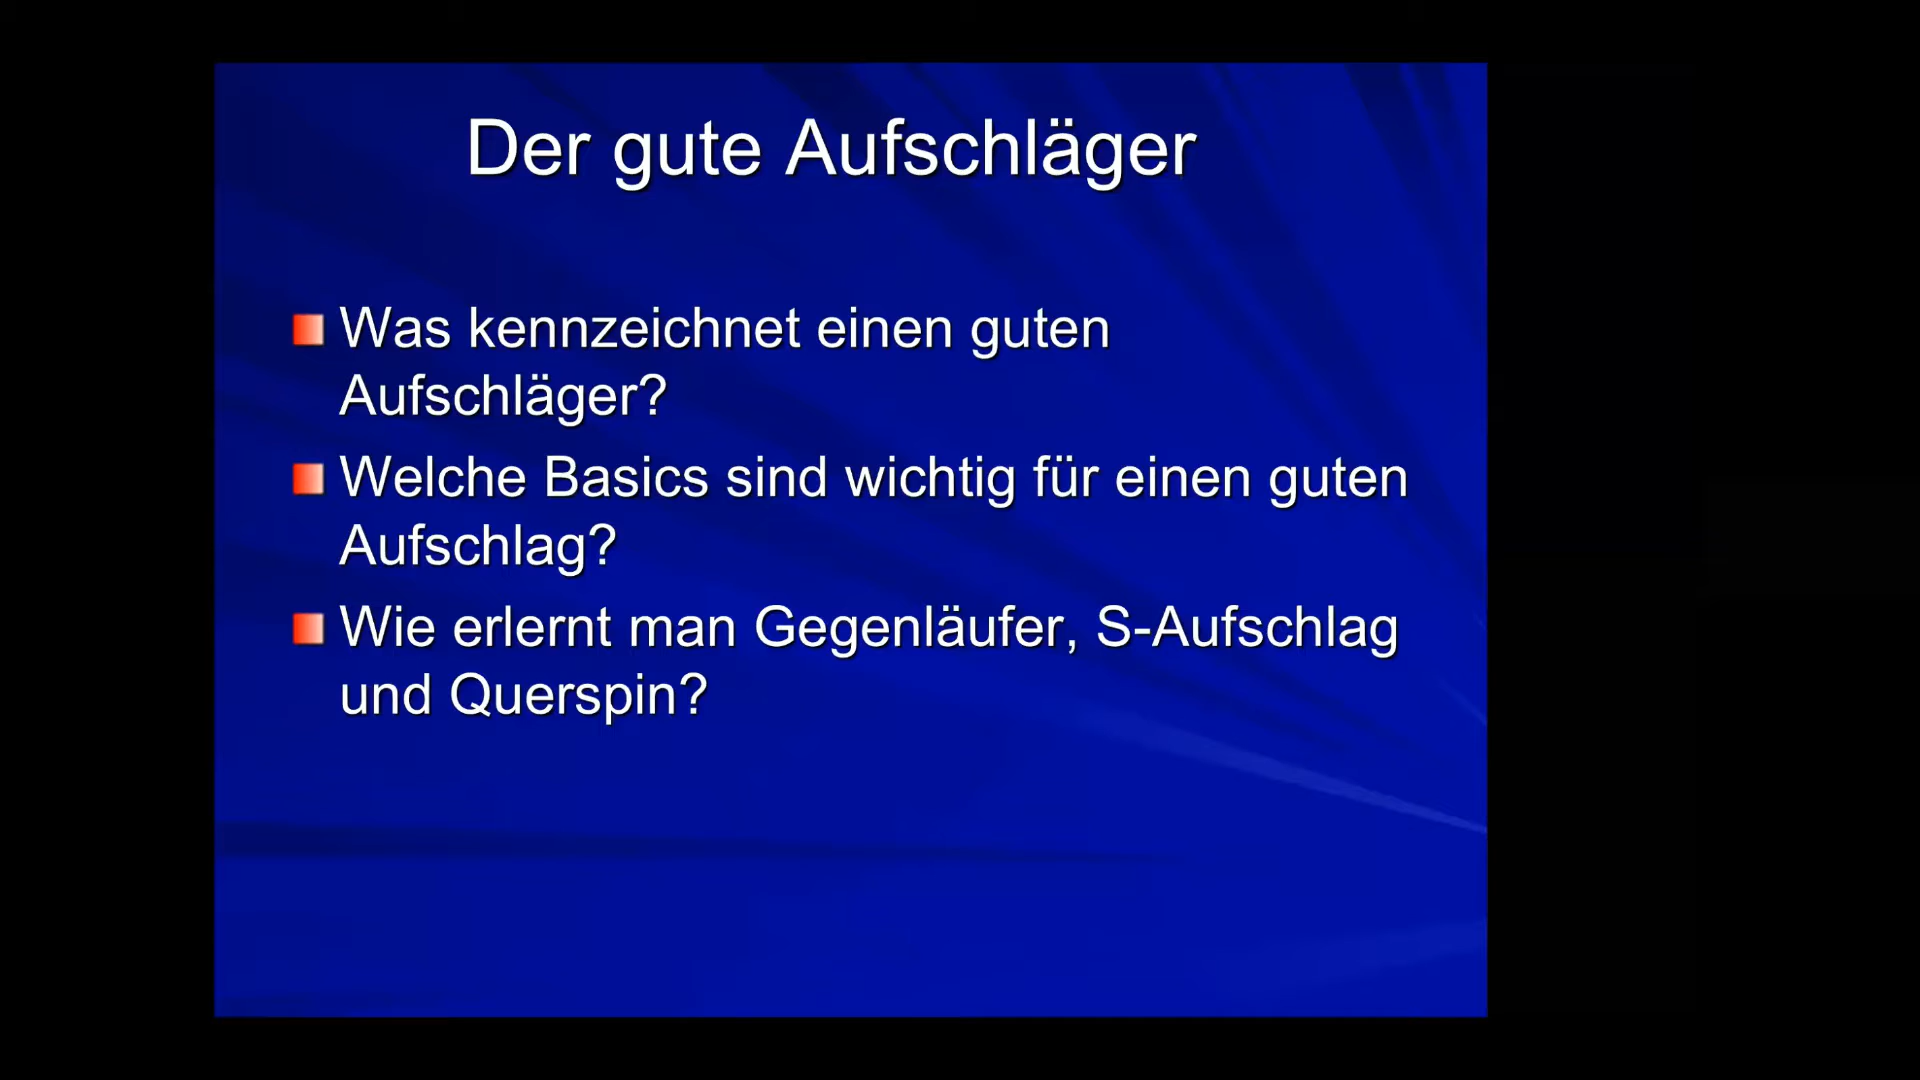 Der gute Aufschläger
Was kennzeichnet einen guten
Aufschläger?
Welche Basics sind wichtig für einen guten
Aufschlag?
Wie erlernt man Gegenläufer, S-Aufschlag
und Querspin?